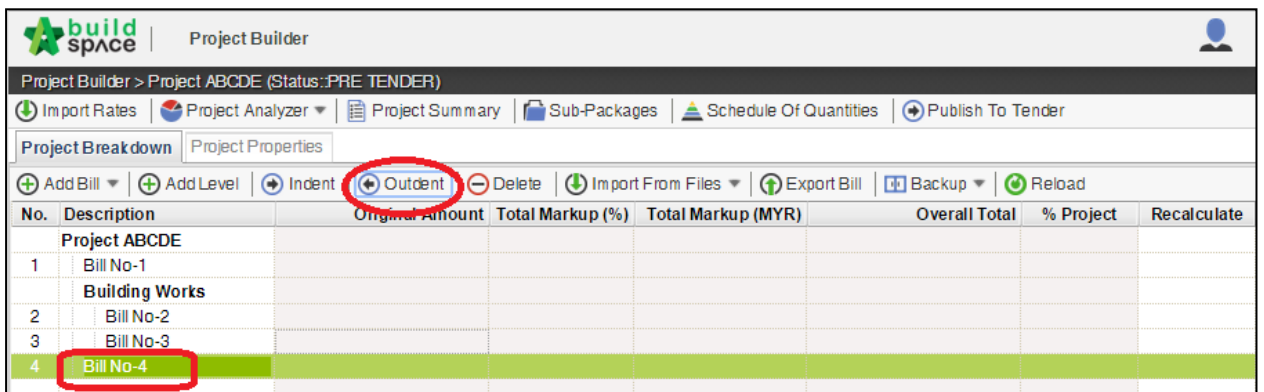 build space Project Builder
Project Builder > Project ABCDE (Status::PRE TENDER)
Import Rates Project Analyzer Project Summary Sub-Packages Schedule Of Quantities Publish To Tender
Project Breakdown Project Properties
Add Bill Add Level Indent Outdent Delete Import From Files Export Bill Backup Reload
No. Description Original Amount Total Markup (%) Total Markup (MYR) Overall Total % Project Recalculate
Project ABCDE
1 Bill No-1
Building Works
2 Bill No-2
3 Bill No-3
4 Bill No-4